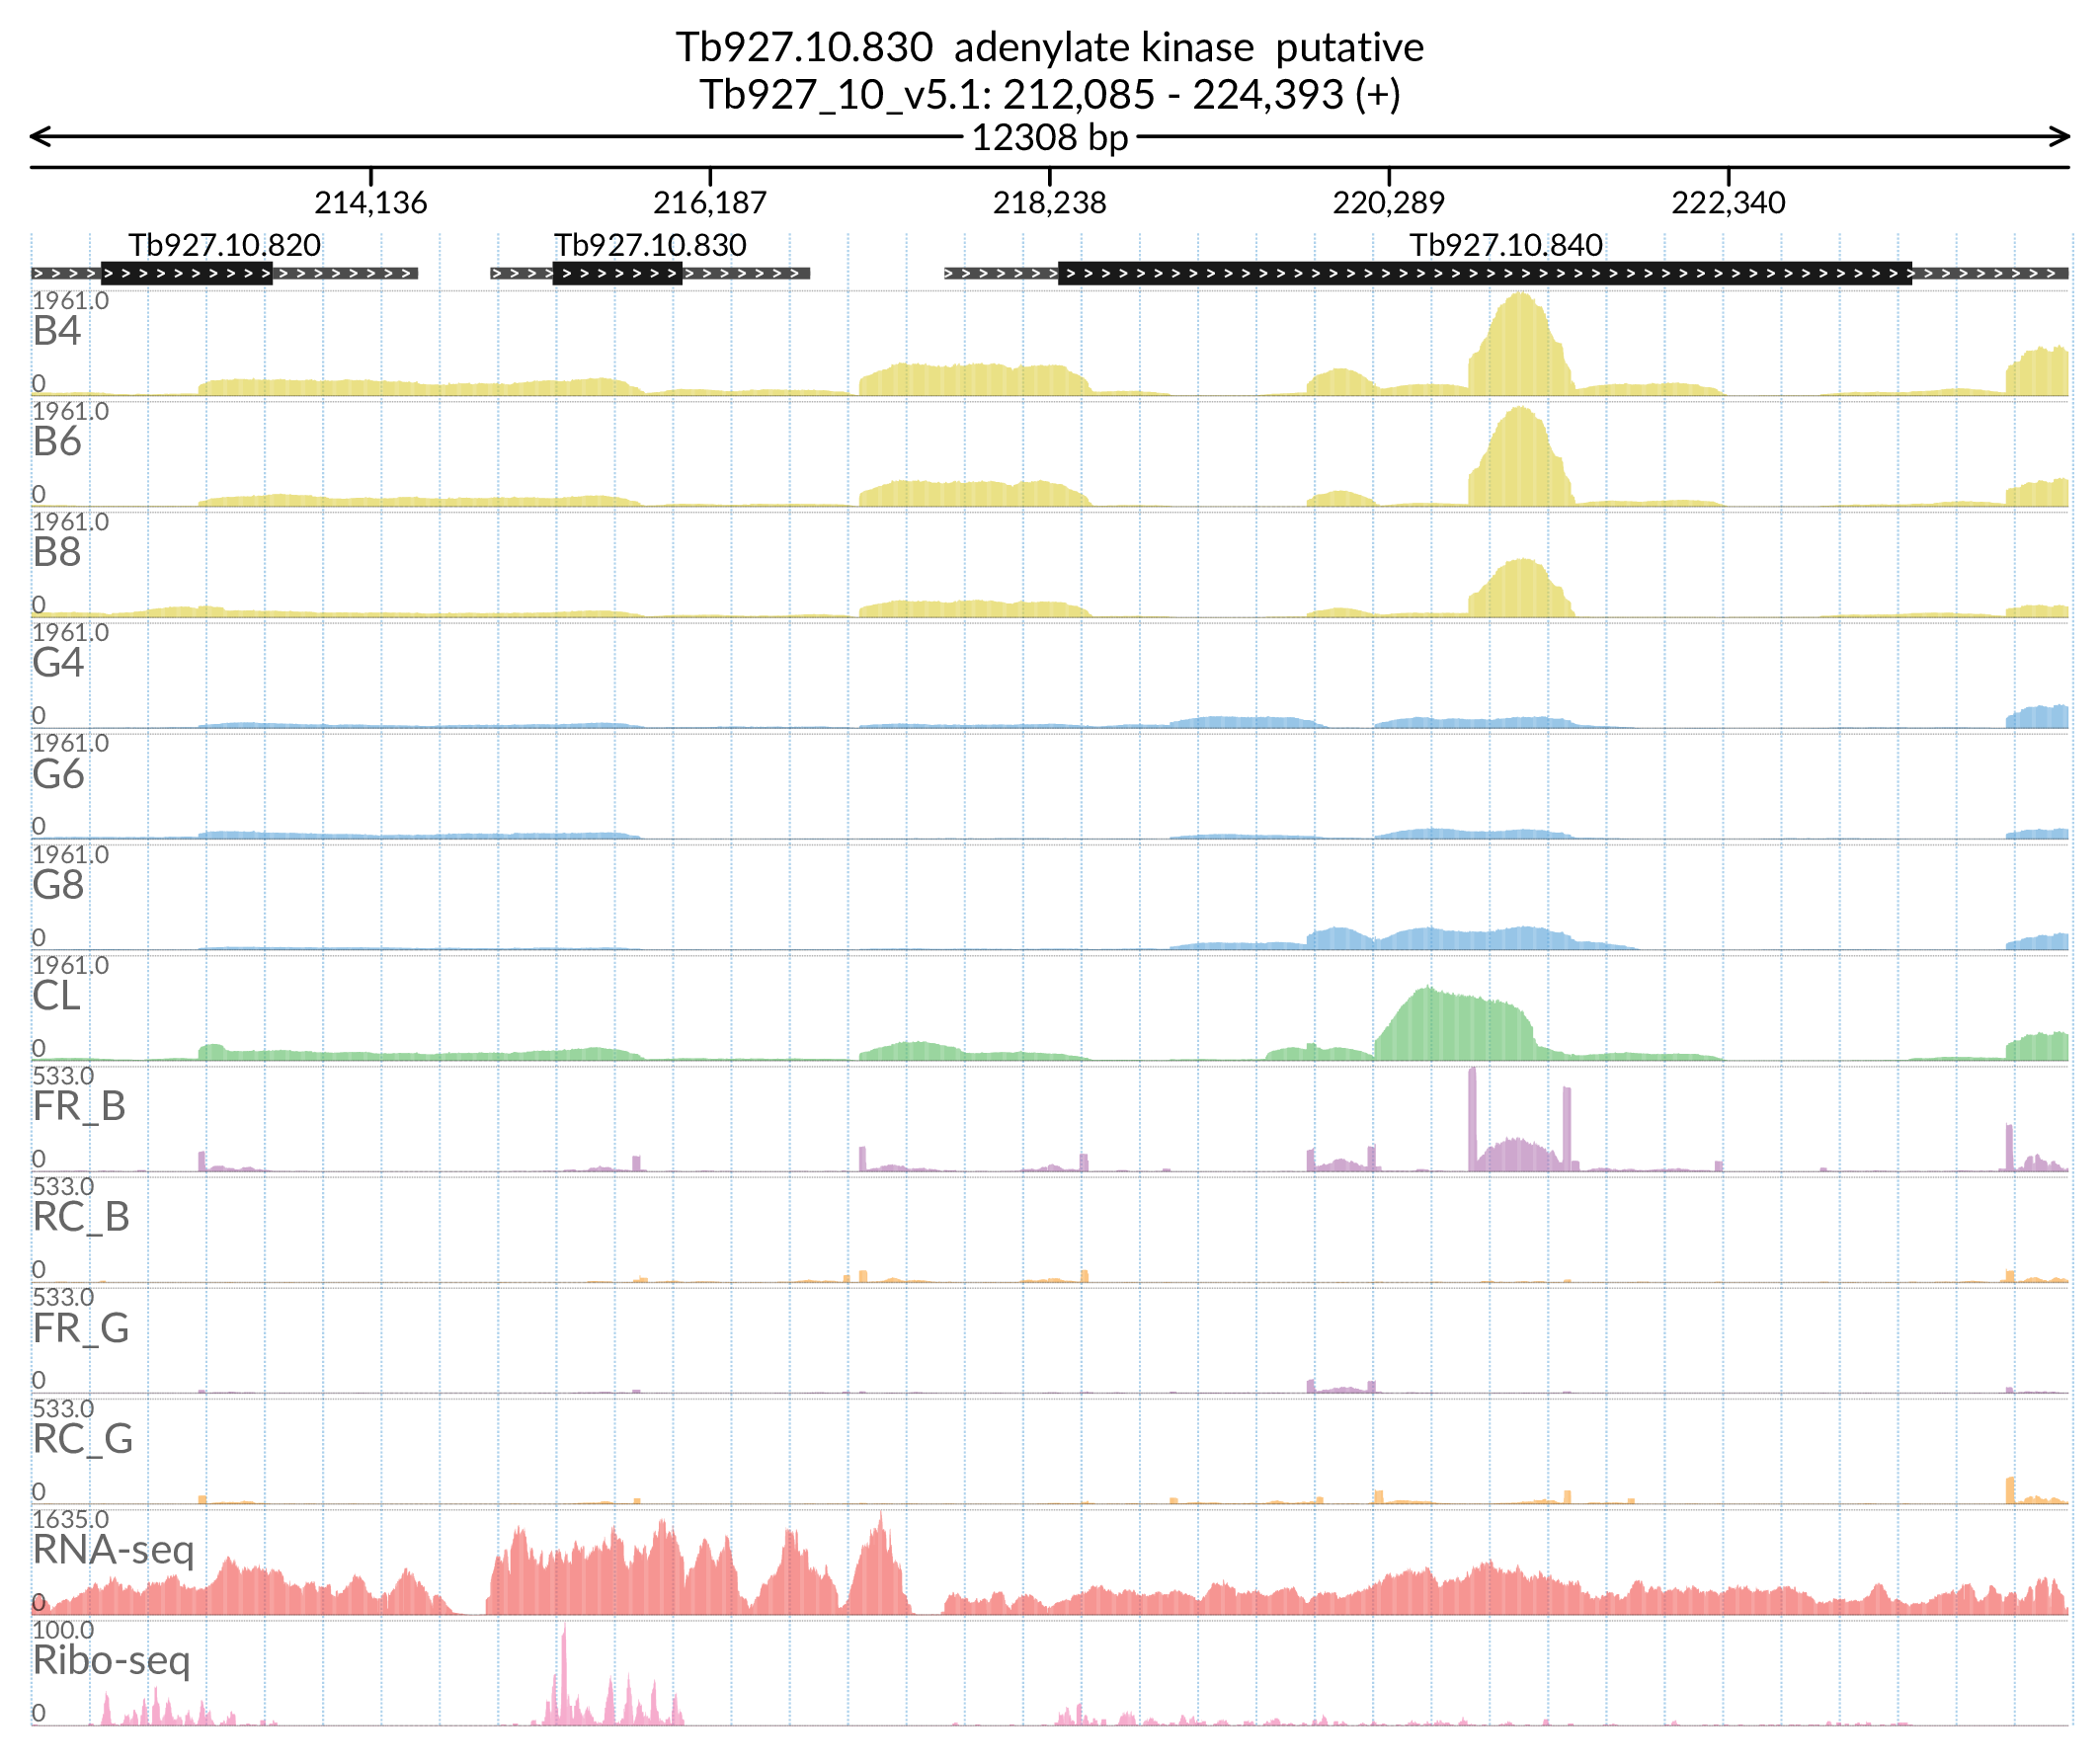 Tb927.10.830 adenylate kinase putative
Tb927_10_v5.1: 212,085 - 224,393 (+)
12308 bp
214,136 216,187 218,238 220,289 222,340
Tb927.10.820 Tb927.10.830 Tb927.10.840
1961.0
B4
0
1961.0
B6
0
1961.0
B8
0
1961.0
G4
0
1961.0
G6
0
1961.0
G8
0
1961.0
CL
0
533.0
FR_B
0
533.0
RC_B
0
533.0
FR_G
0
533.0
RC_G
0
1635.0
RNA-seq
0
100.0
Ribo-seq
0